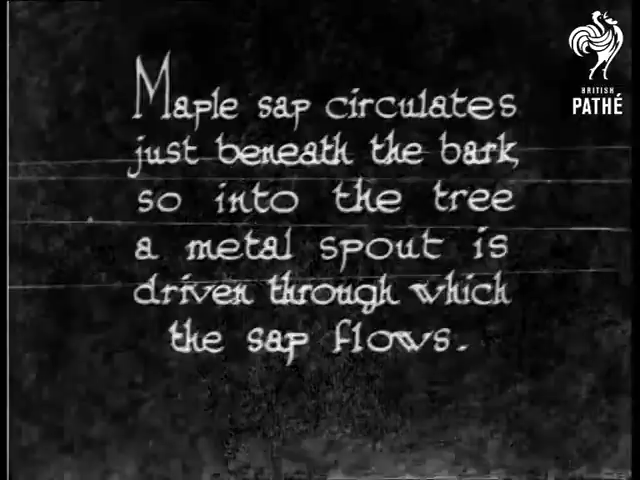 Maple sap circulates
just beneath the bark,
so into the tree
a metal spout is
driven through which
the sap flows.
BRITISH
PATHÉ